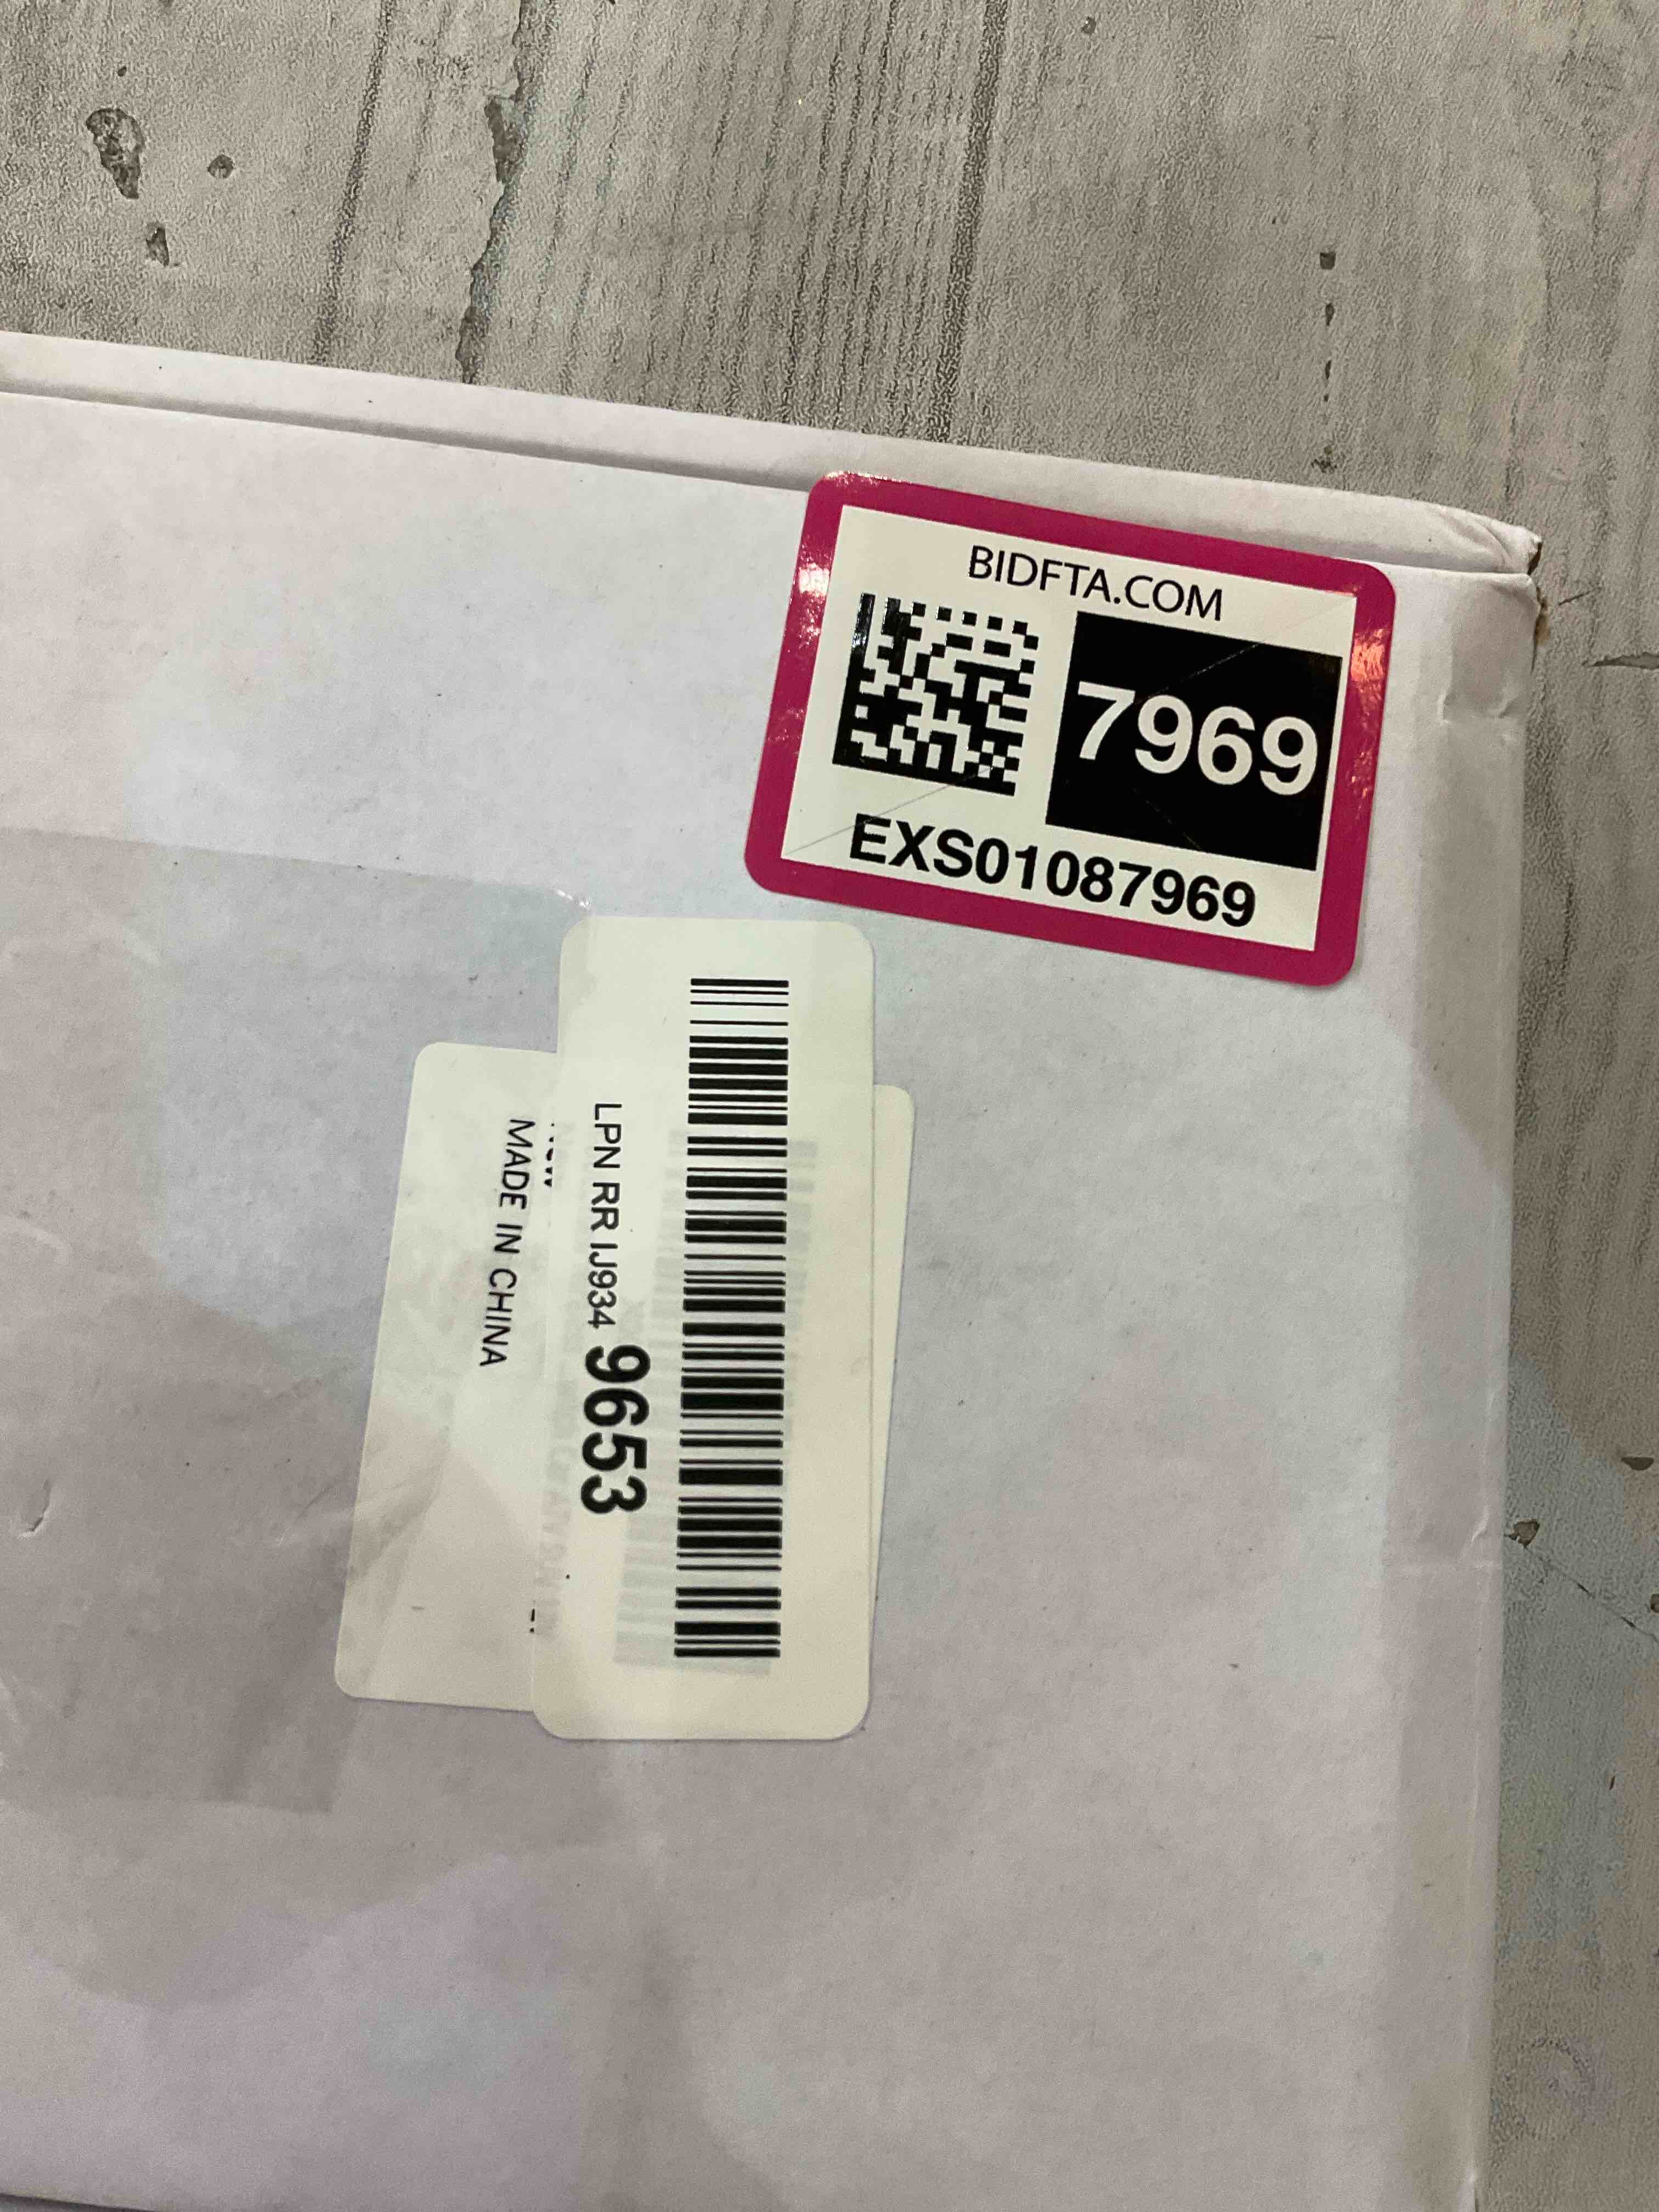 BIDFTA.COM
7969
EXS01087969
LPN RR IJ934 9653
MADE IN CHINA